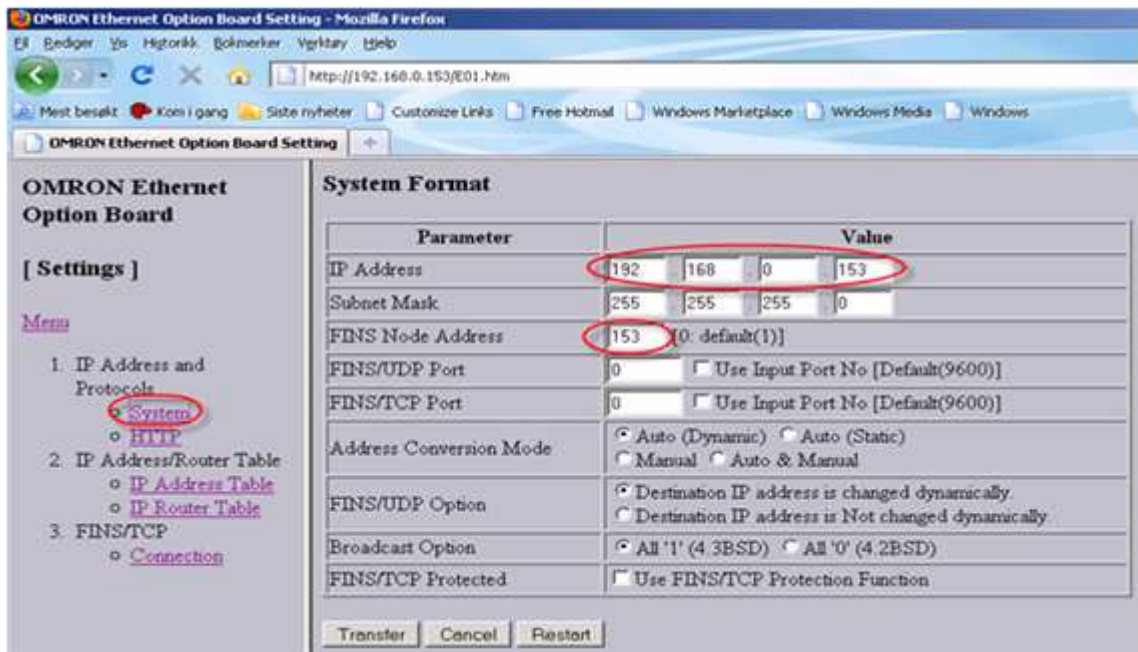 OMRON Ethernet Option Board Setting - Mozilla Firefox
Fil Rediger Vis Historikk Bokmerker Verktøy Hjelp
http://192.168.0.153/E01.htm
Mest besøkt Kom i gang Siste nyheter Customize Links Free Hotmail Windows Marketplace Windows Media Windows
OMRON Ethernet Option Board Setting
OMRON Ethernet
Option Board
[ Settings ]
Menu
1. IP Address and
Protocols
System
HTTP
2. IP Address/Router Table
IP Address Table
IP Router Table
3. FINS/TCP
Connection
System Format
Parameter Value
IP Address 192 . 168 . 0 . 153
Subnet Mask 255 . 255 . 255 . 0
FINS Node Address 153 [0: default(1)]
FINS/UDP Port 0 Use Input Port No [Default(9600)]
FINS/TCP Port 0 Use Input Port No [Default(9600)]
Address Conversion Mode Auto (Dynamic) Auto (Static)
Manual Auto & Manual
FINS/UDP Option Destination IP address is changed dynamically.
Destination IP address is Not changed dynamically.
Broadcast Option All '1' (4.3BSD) All '0' (4.2BSD)
FINS/TCP Protected Use FINS/TCP Protection Function
Transfer Cancel Restart